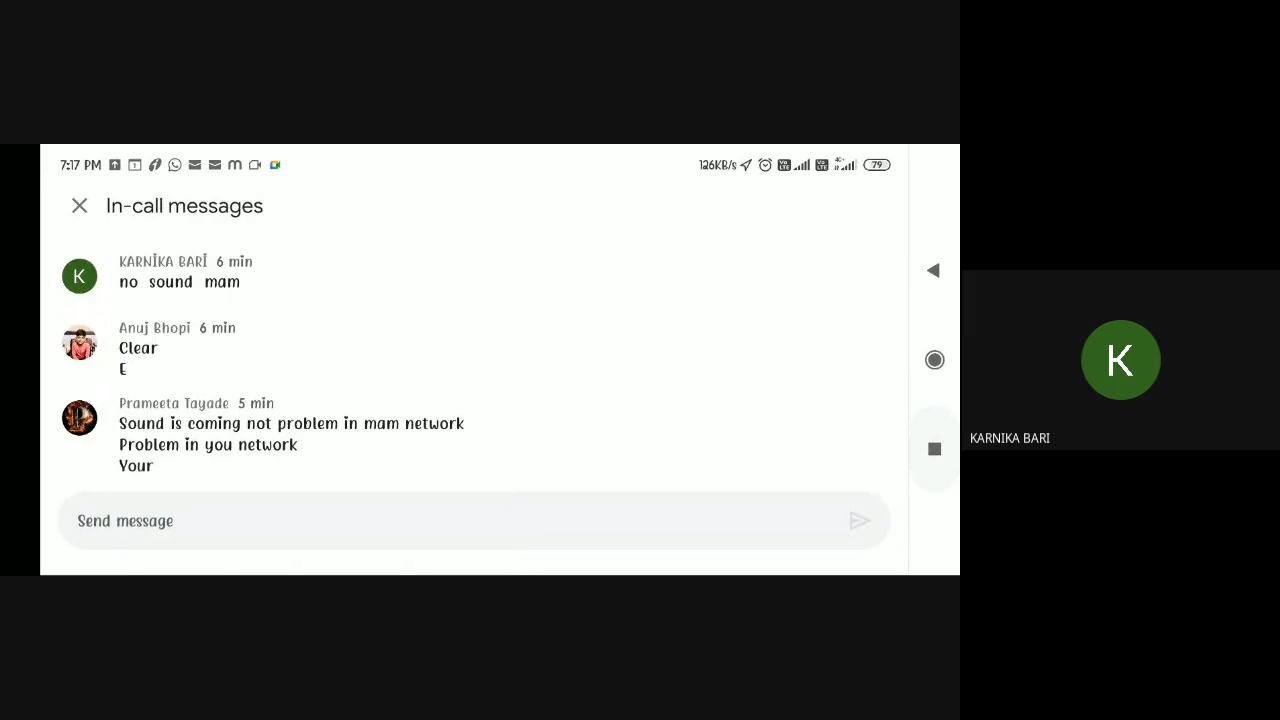 7:17 PM
126KB/s
79
In-call messages
K
KARNİKA BARİ 6 min
no sound mam
Anuj Bhopi 6 min
Clear
E
Prameeta Tayade 5 min
Sound is coming not problem in mam network
Problem in you network
Your
Send message
K
KARNIKA BARI